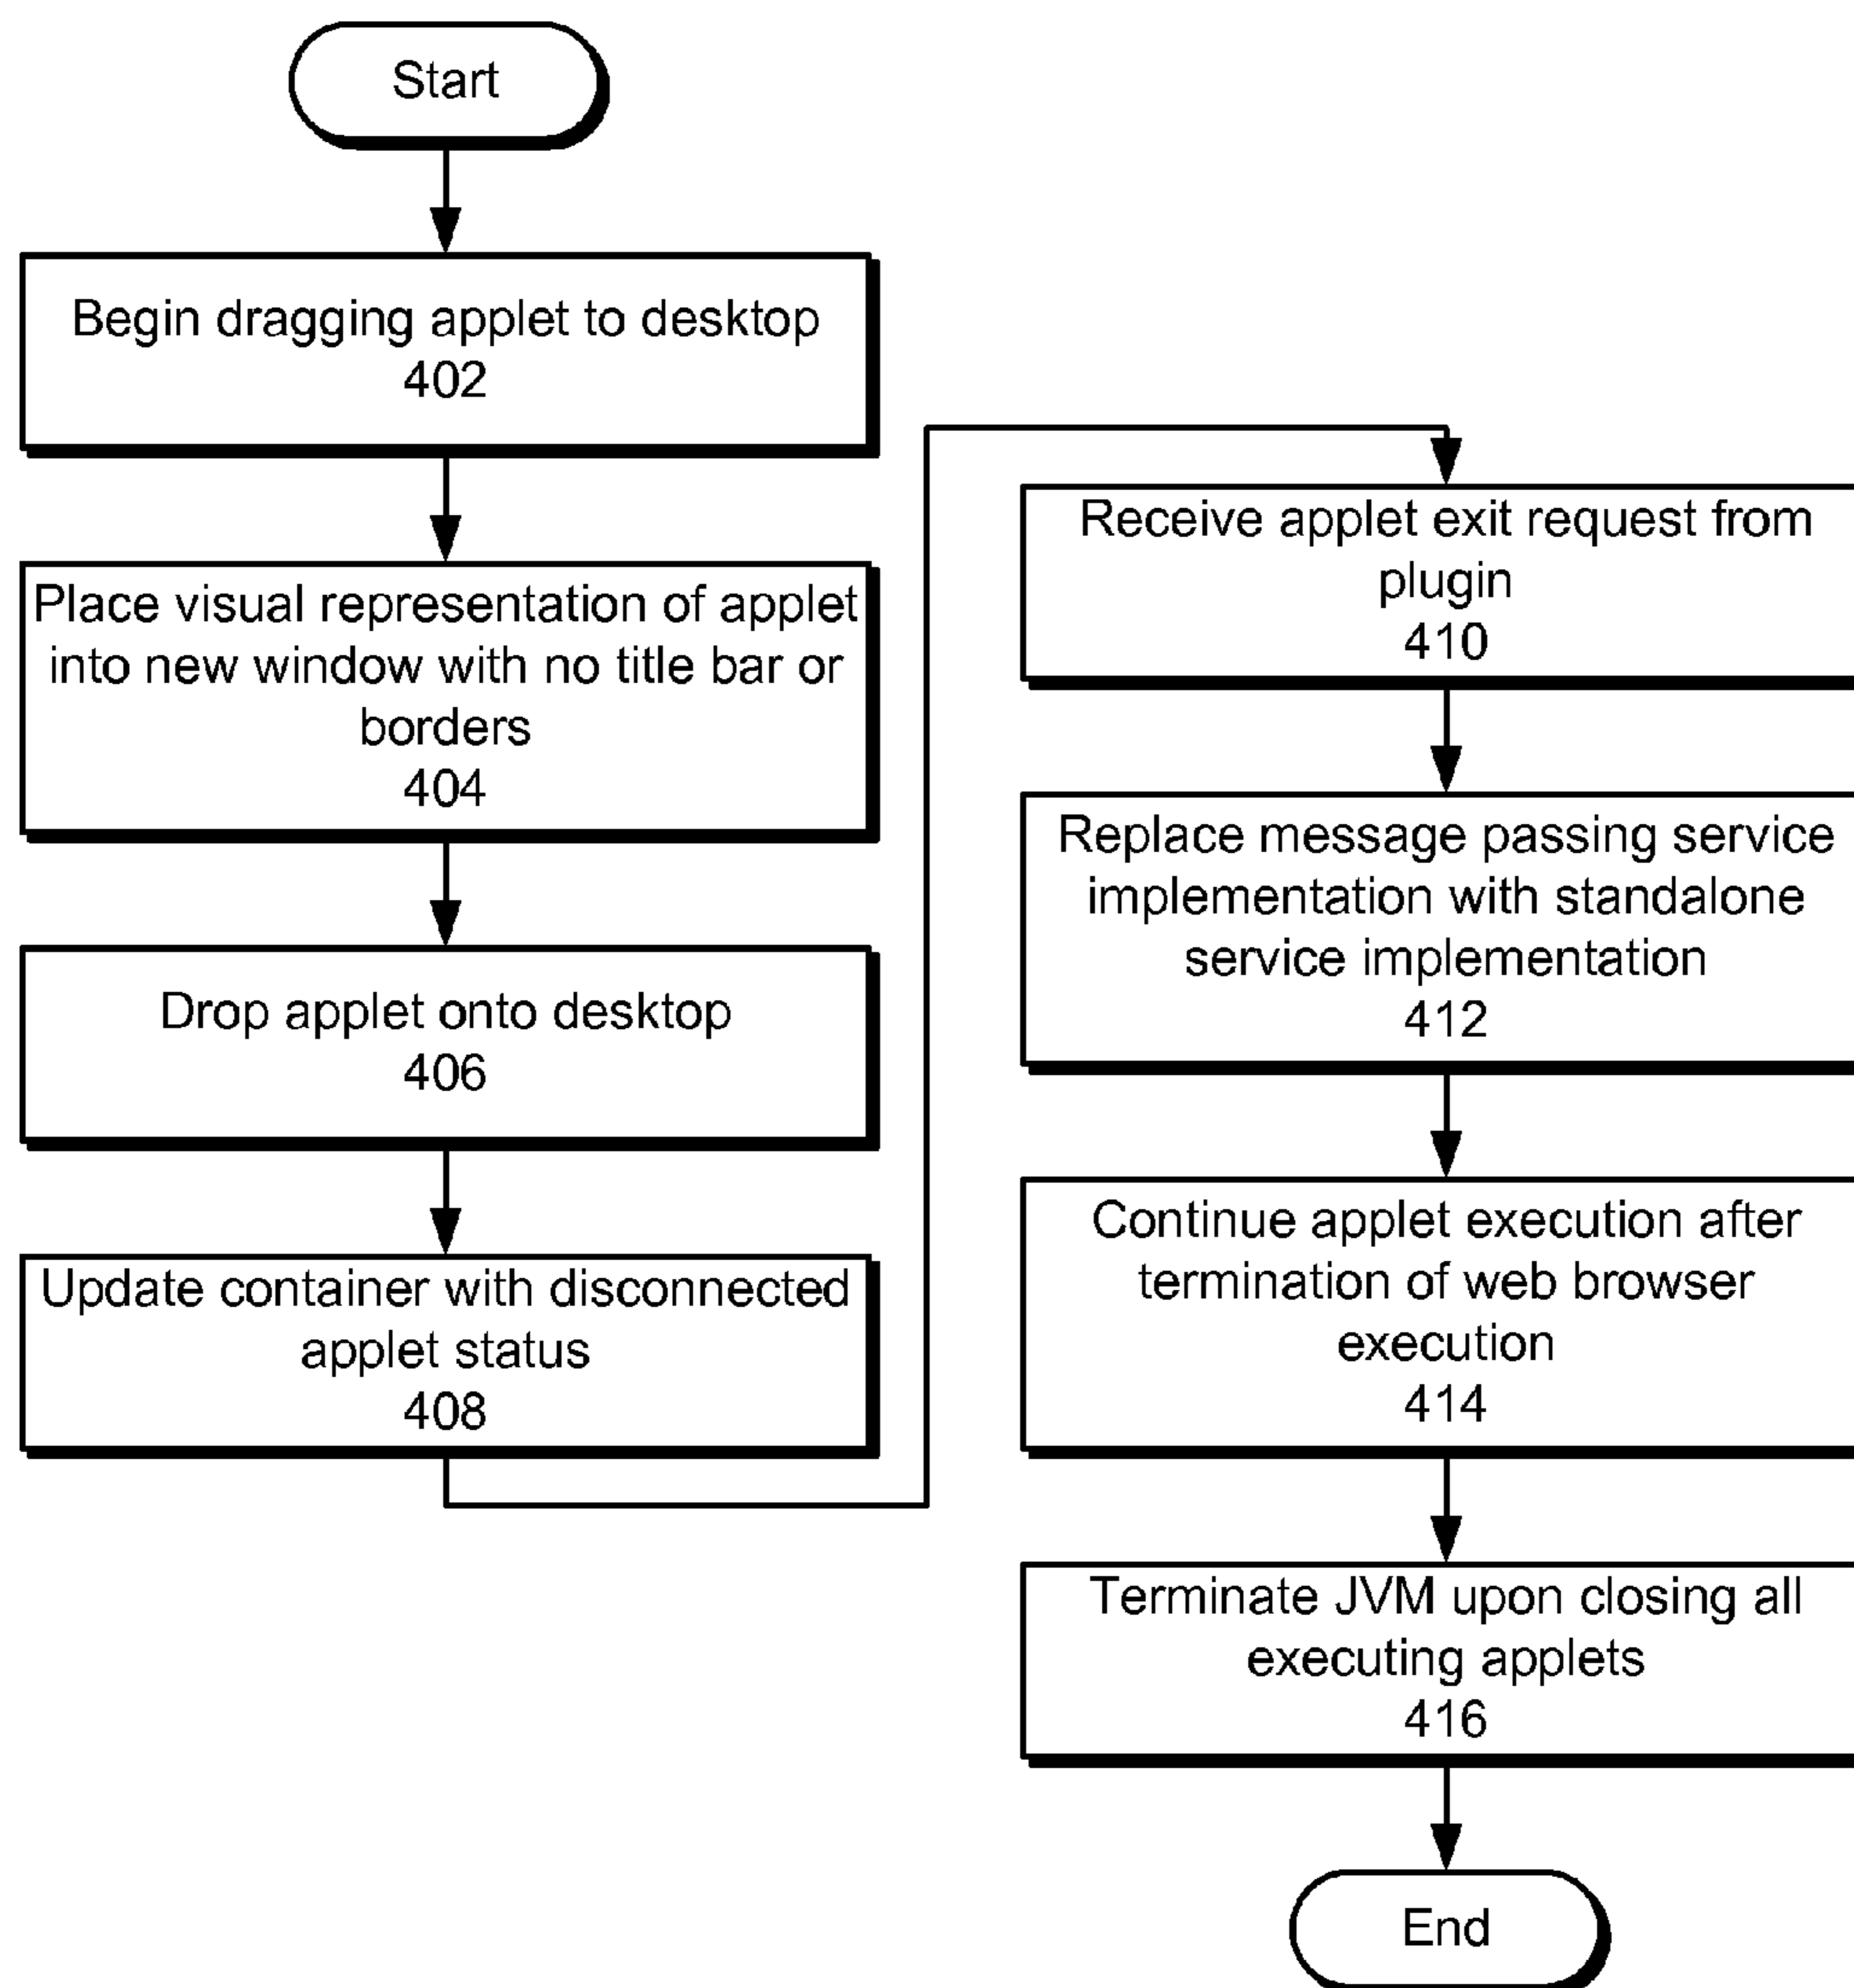 Start
Begin dragging applet to desktop
402
Place visual representation of applet
into new window with no title bar or
borders
404
Drop applet onto desktop
406
Update container with disconnected
applet status
408
Receive applet exit request from
plugin
410
Replace message passing service
implementation with standalone
service implementation
412
Continue applet execution after
termination of web browser
execution
414
Terminate JVM upon closing all
executing applets
416
End